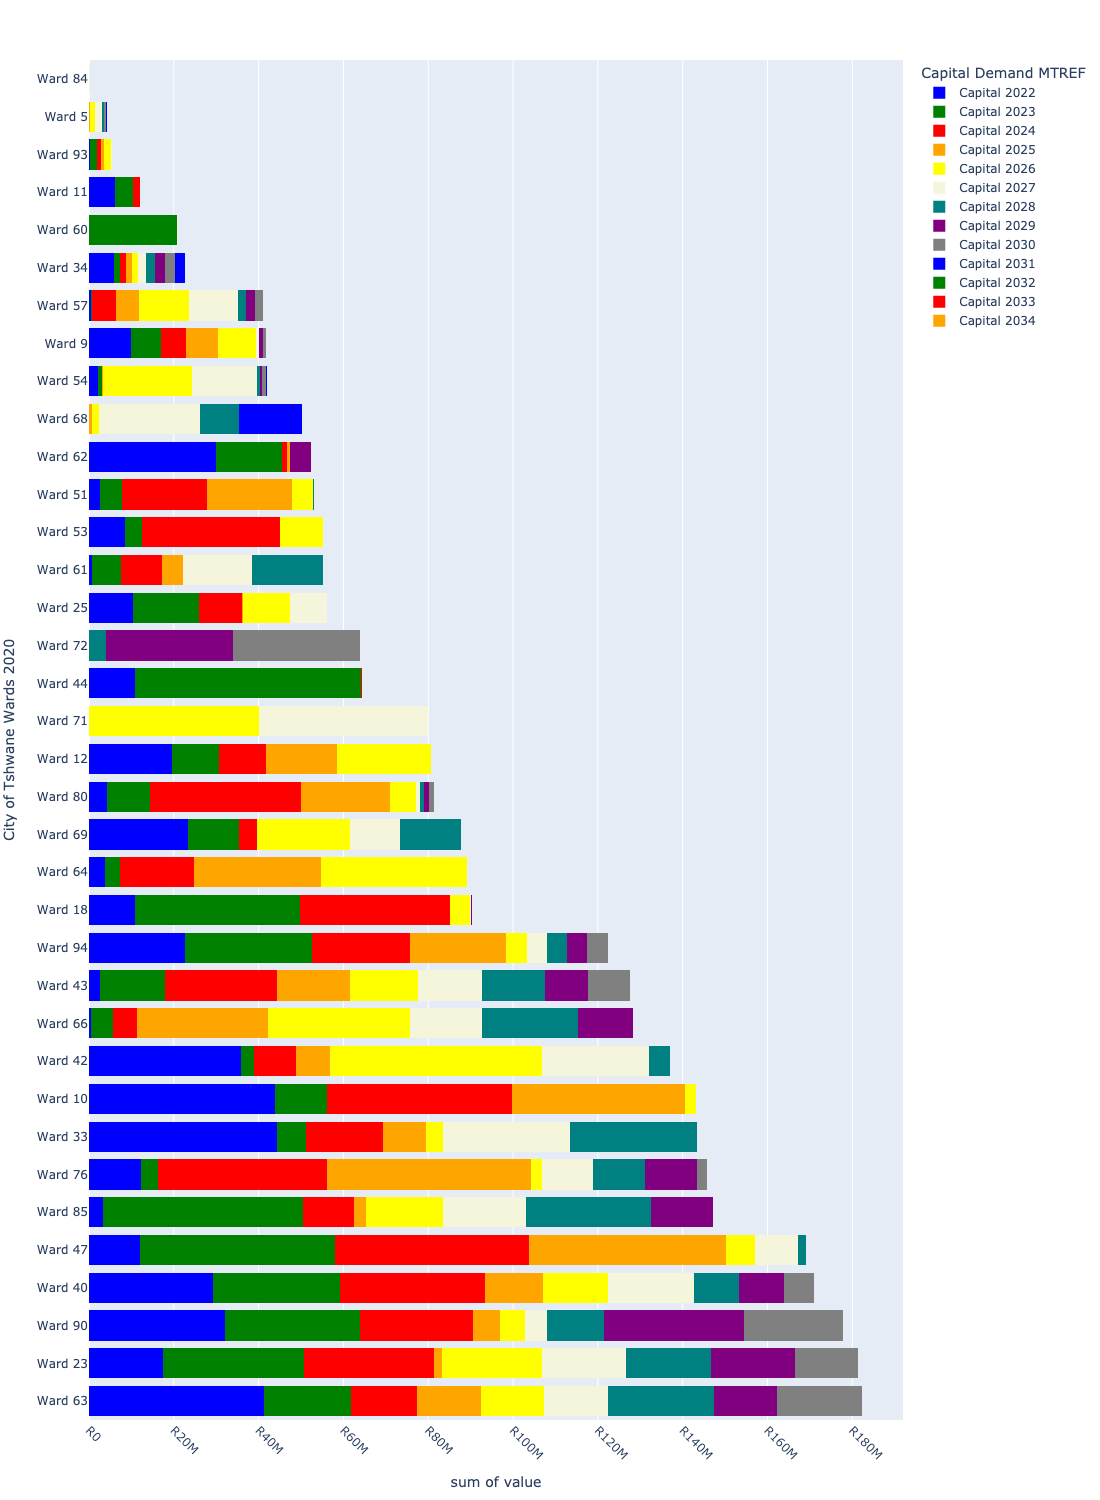 Capital Demand MTREF
Capital 2022
Capital 2023
Capital 2024
Capital 2025
Capital 2026
Capital 2027
Capital 2028
Capital 2029
Capital 2030
Capital 2031
Capital 2032
Capital 2033
Capital 2034
City of Tshwane Wards 2020
Ward 84
Ward 5
Ward 93
Ward 11
Ward 60
Ward 34
Ward 57
Ward 9
Ward 54
Ward 68
Ward 62
Ward 51
Ward 53
Ward 61
Ward 25
Ward 72
Ward 44
Ward 71
Ward 12
Ward 80
Ward 69
Ward 64
Ward 18
Ward 94
Ward 43
Ward 66
Ward 42
Ward 10
Ward 33
Ward 76
Ward 85
Ward 47
Ward 40
Ward 90
Ward 23
Ward 63
R0
R20M
R40M
R60M
R80M
R100M
R120M
R140M
R160M
R180M
sum of value